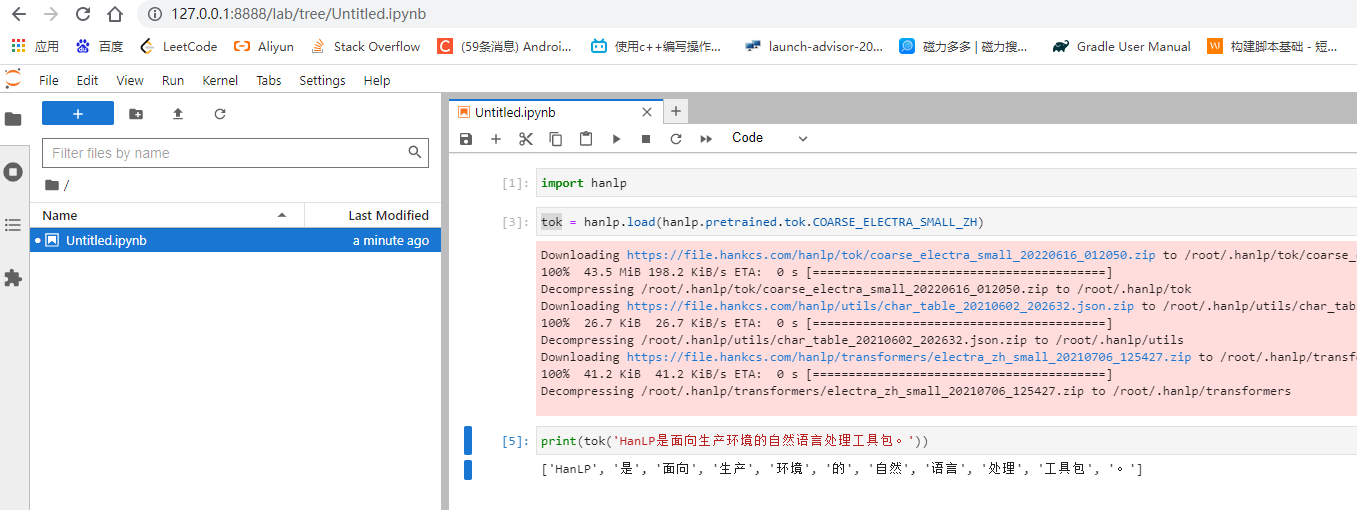 127.0.0.1:8888/lab/tree/Untitled.ipynb
应用 百度 LeetCode Aliyun Stack Overflow (59条消息) Androi... 使用c++编写操作... launch-advisor-20... 磁力多多 | 磁力搜... Gradle User Manual 构建脚本基础 - 短...
File Edit View Run Kernel Tabs Settings Help
Untitled.ipynb
Code
Filter files by name
/
Name Last Modified
Untitled.ipynb a minute ago
[1]: import hanlp
[3]: tok = hanlp.load(hanlp.pretrained.tok.COARSE_ELECTRA_SMALL_ZH)
Downloading https://file.hankcs.com/hanlp/tok/coarse_electra_small_20220616_012050.zip to /root/.hanlp/tok/coarse_
100% 43.5 MiB 198.2 KiB/s ETA: 0 s [========================================]
Decompressing /root/.hanlp/tok/coarse_electra_small_20220616_012050.zip to /root/.hanlp/tok
Downloading https://file.hankcs.com/hanlp/utils/char_table_20210602_202632.json.zip to /root/.hanlp/utils/char_tab
100% 26.7 KiB 26.7 KiB/s ETA: 0 s [========================================]
Decompressing /root/.hanlp/utils/char_table_20210602_202632.json.zip to /root/.hanlp/utils
Downloading https://file.hankcs.com/hanlp/transformers/electra_zh_small_20210706_125427.zip to /root/.hanlp/transf
100% 41.2 KiB 41.2 KiB/s ETA: 0 s [========================================]
Decompressing /root/.hanlp/transformers/electra_zh_small_20210706_125427.zip to /root/.hanlp/transformers
[5]: print(tok('HanLP是面向生产环境的自然语言处理工具包。'))
['HanLP', '是', '面向', '生产', '环境', '的', '自然', '语言', '处理', '工具包', '。']